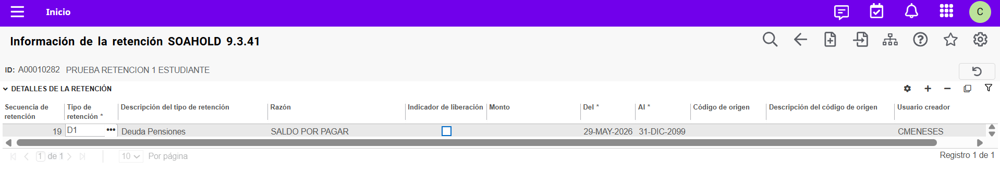 Inicio
C
Información de la retención SOAHOLD 9.3.41
ID: A00010282 PRUEBA RETENCION 1 ESTUDIANTE
DETALLES DE LA RETENCIÓN
Secuencia de retención Tipo de retención * Descripción del tipo de retención Razón Indicador de liberación Monto Del * Al * Código de origen Descripción del código de origen Usuario creador
19 D1 ••• Deuda Pensiones SALDO POR PAGAR 29-MAY-2026 31-DIC-2099 CMENESES
1 de 1 10 Por página Registro 1 de 1